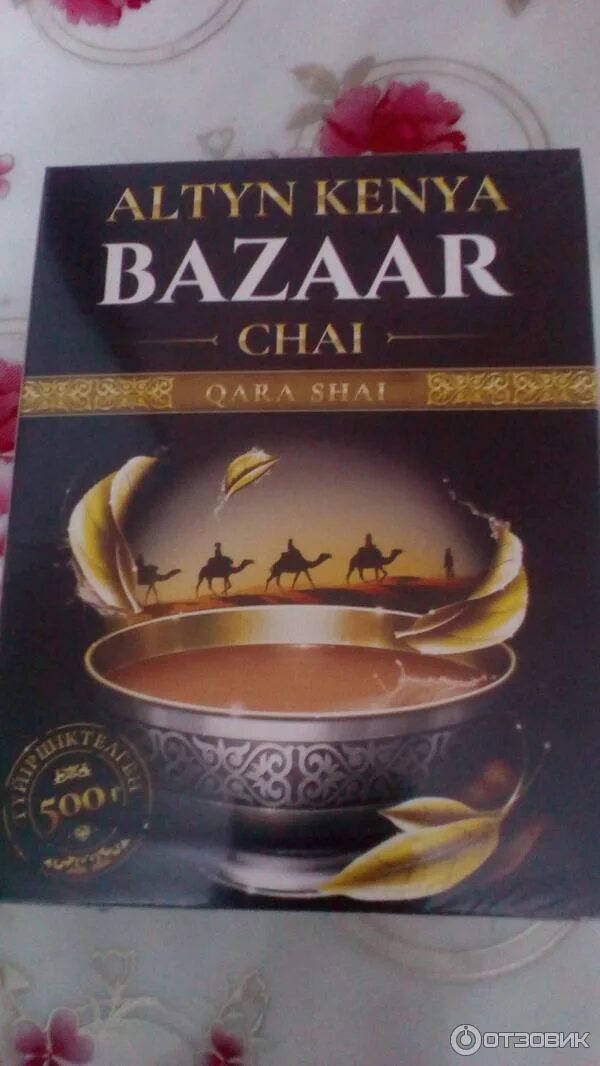 ALTYN KENYA
BAZAAR
CHAI
QARA SHAI
ТҮЙІРШІКТЕЛГЕН
500 г
ОТЗОВИК